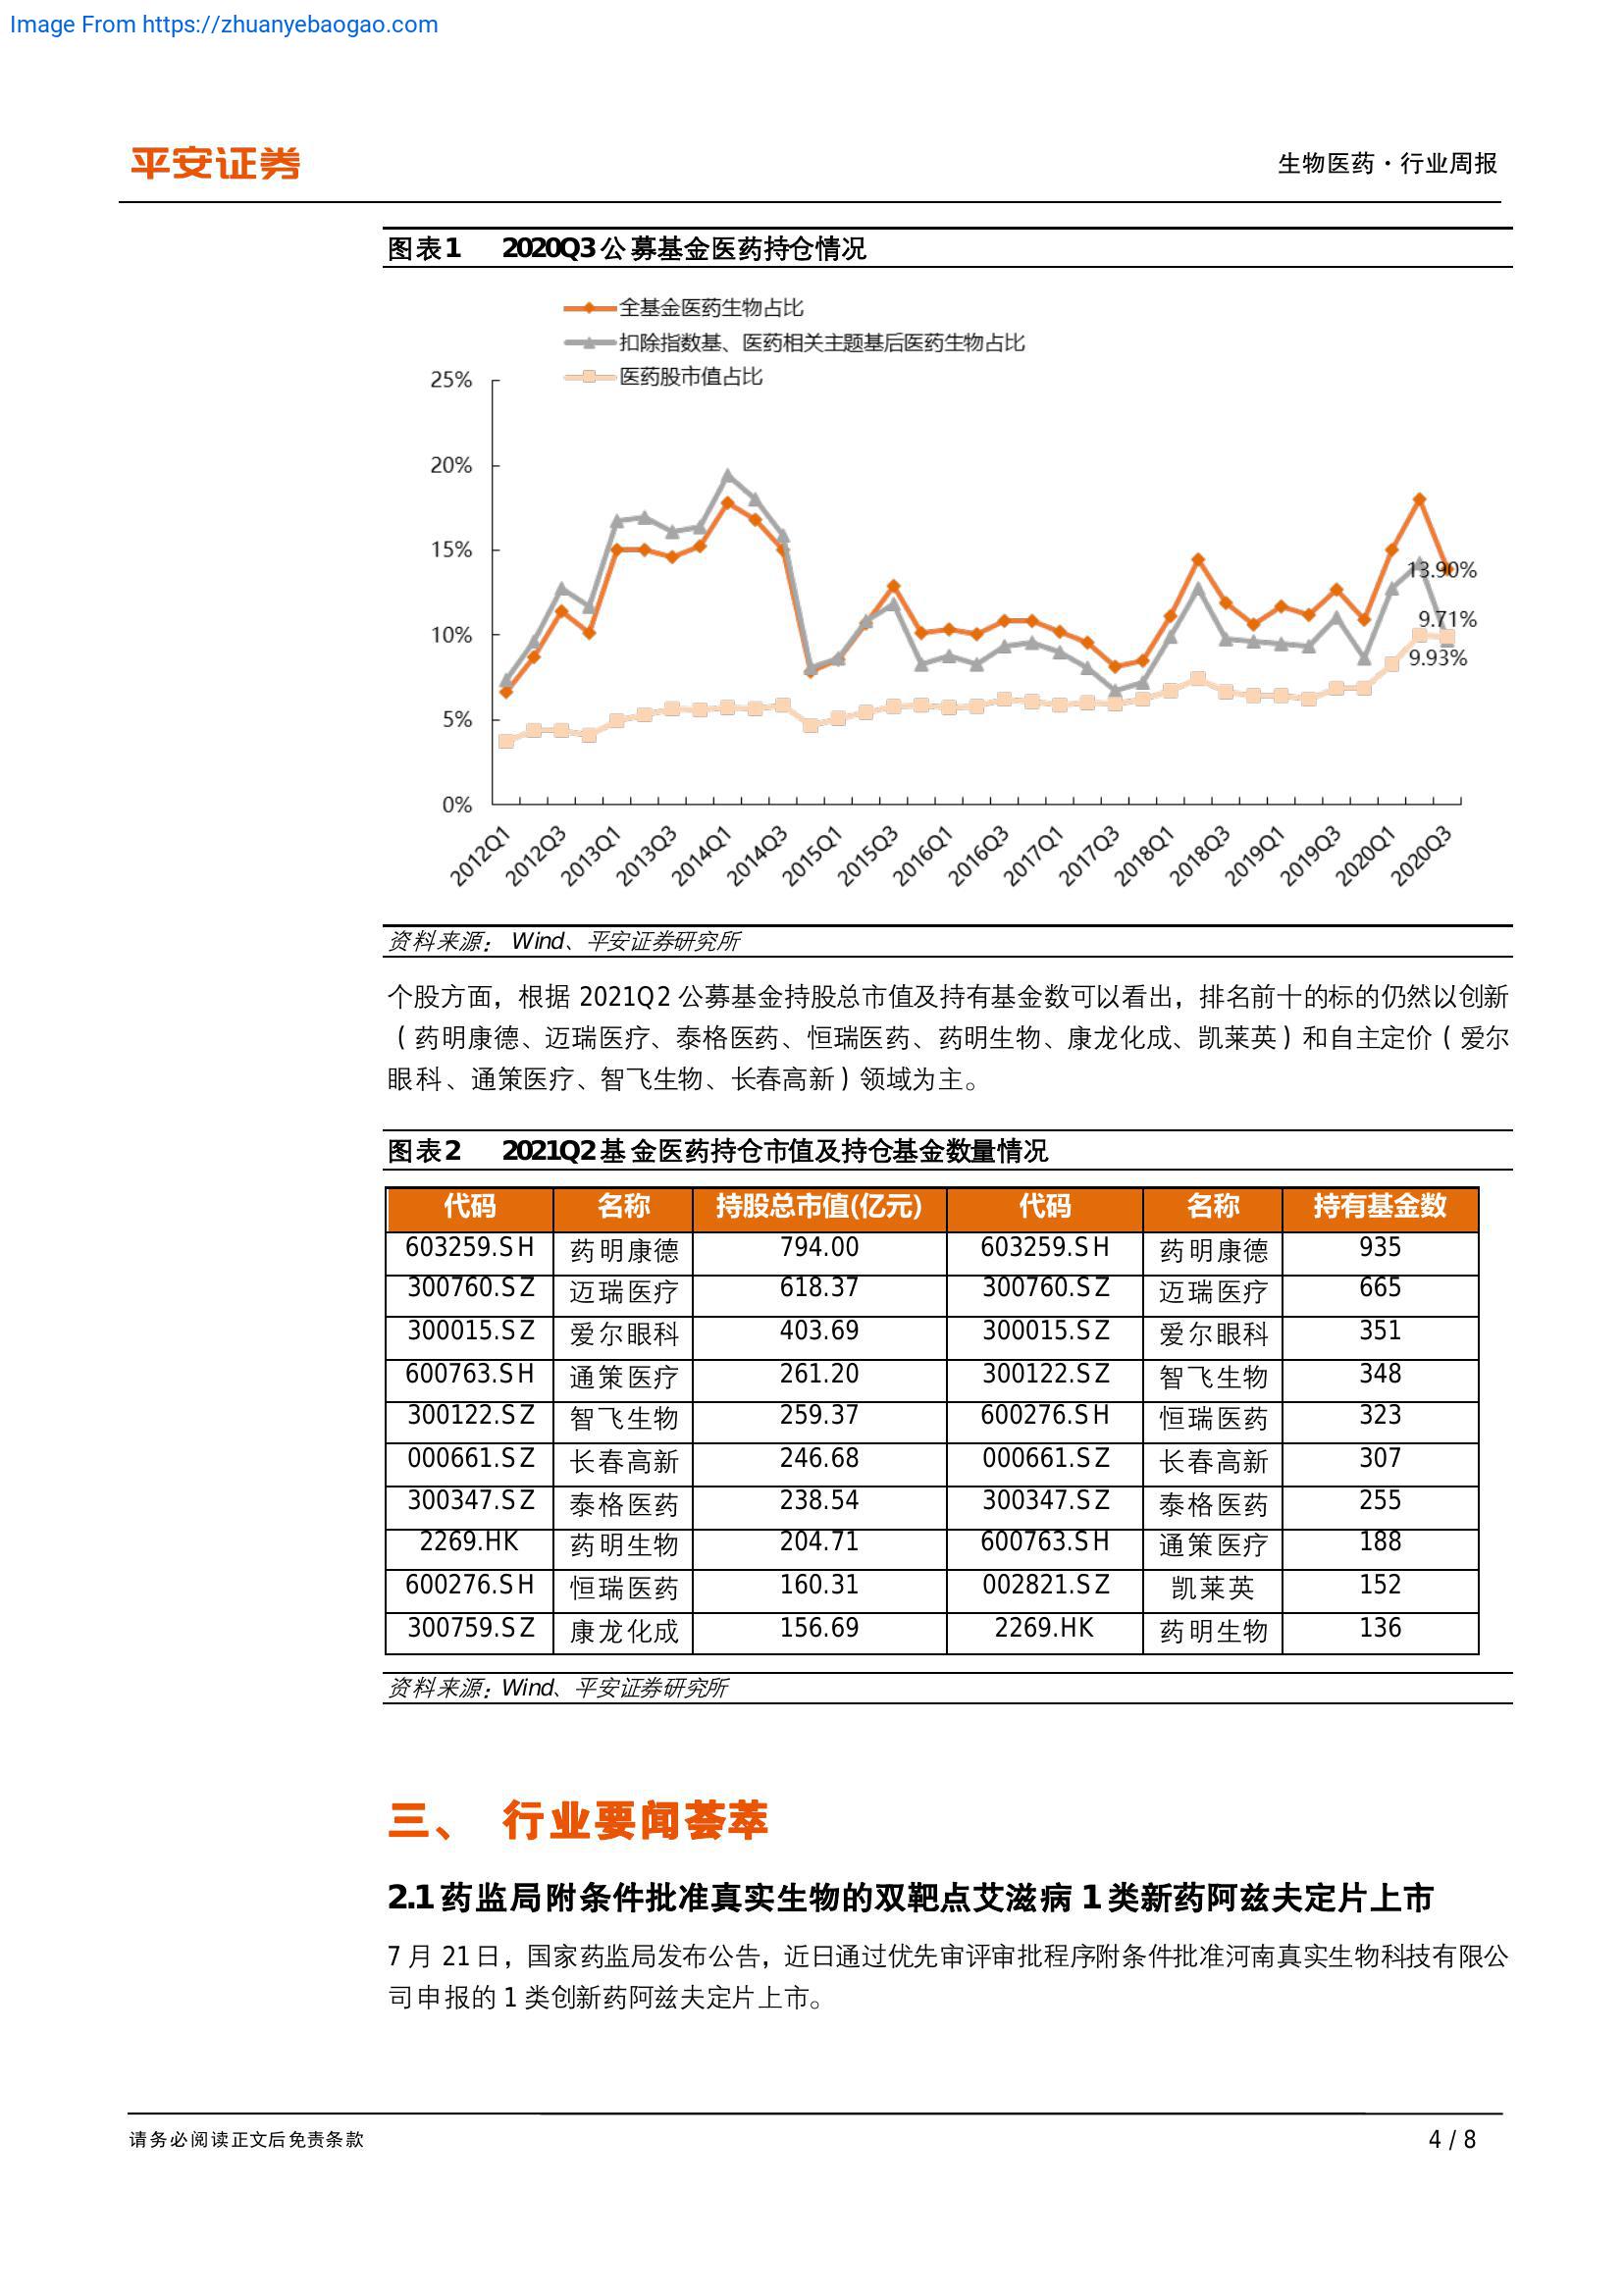 Image From https://zhuanyebaogao.com
平安证券
生物医药·行业周报
图表1 2020Q3公募基金医药持仓情况
全基金医药生物占比
扣除指数基、医药相关主题基后医药生物占比
医药股市值占比
25%
20%
15%
10%
5%
0%
13.90%
9.71%
9.93%
2012Q1 2012Q3 2013Q1 2013Q3 2014Q1 2014Q3 2015Q1 2015Q3 2016Q1 2016Q3 2017Q1 2017Q3 2018Q1 2018Q3 2019Q1 2019Q3 2020Q1 2020Q3
资料来源：Wind、平安证券研究所
个股方面，根据 2021Q2 公募基金持股总市值及持有基金数可以看出，排名前十的标的仍然以创新
（药明康德、迈瑞医疗、泰格医药、恒瑞医药、药明生物、康龙化成、凯莱英）和自主定价（爱尔
眼科、通策医疗、智飞生物、长春高新）领域为主。
图表2 2021Q2基金医药持仓市值及持仓基金数量情况
代码 名称 持股总市值(亿元) 代码 名称 持有基金数
603259.SH 药明康德 794.00 603259.SH 药明康德 935
300760.SZ 迈瑞医疗 618.37 300760.SZ 迈瑞医疗 665
300015.SZ 爱尔眼科 403.69 300015.SZ 爱尔眼科 351
600763.SH 通策医疗 261.20 300122.SZ 智飞生物 348
300122.SZ 智飞生物 259.37 600276.SH 恒瑞医药 323
000661.SZ 长春高新 246.68 000661.SZ 长春高新 307
300347.SZ 泰格医药 238.54 300347.SZ 泰格医药 255
2269.HK 药明生物 204.71 600763.SH 通策医疗 188
600276.SH 恒瑞医药 160.31 002821.SZ 凯莱英 152
300759.SZ 康龙化成 156.69 2269.HK 药明生物 136
资料来源：Wind、平安证券研究所
三、 行业要闻荟萃
2.1药监局附条件批准真实生物的双靶点艾滋病1类新药阿兹夫定片上市
7 月 21 日，国家药监局发布公告，近日通过优先审评审批程序附条件批准河南真实生物科技有限公
司申报的 1 类创新药阿兹夫定片上市。
请务必阅读正文后免责条款
4 / 8